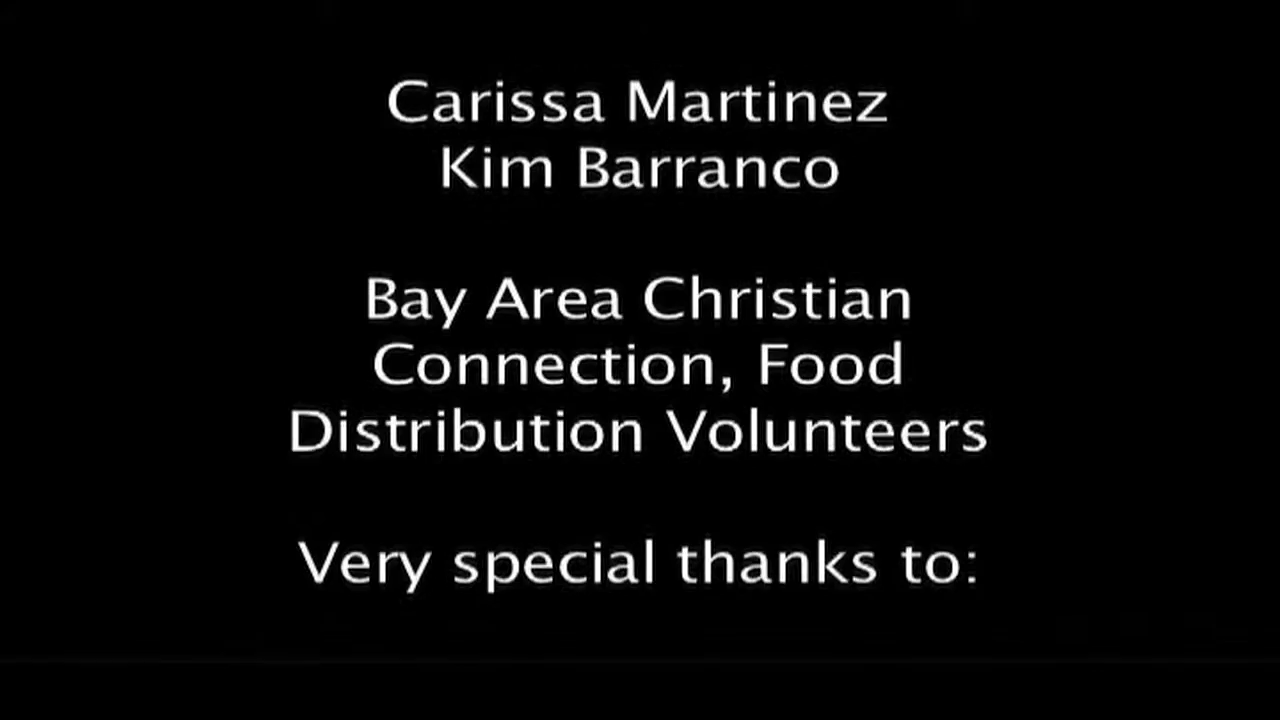 Carissa Martinez
Kim Barranco
Bay Area Christian
Connection, Food
Distribution Volunteers
Very special thanks to: